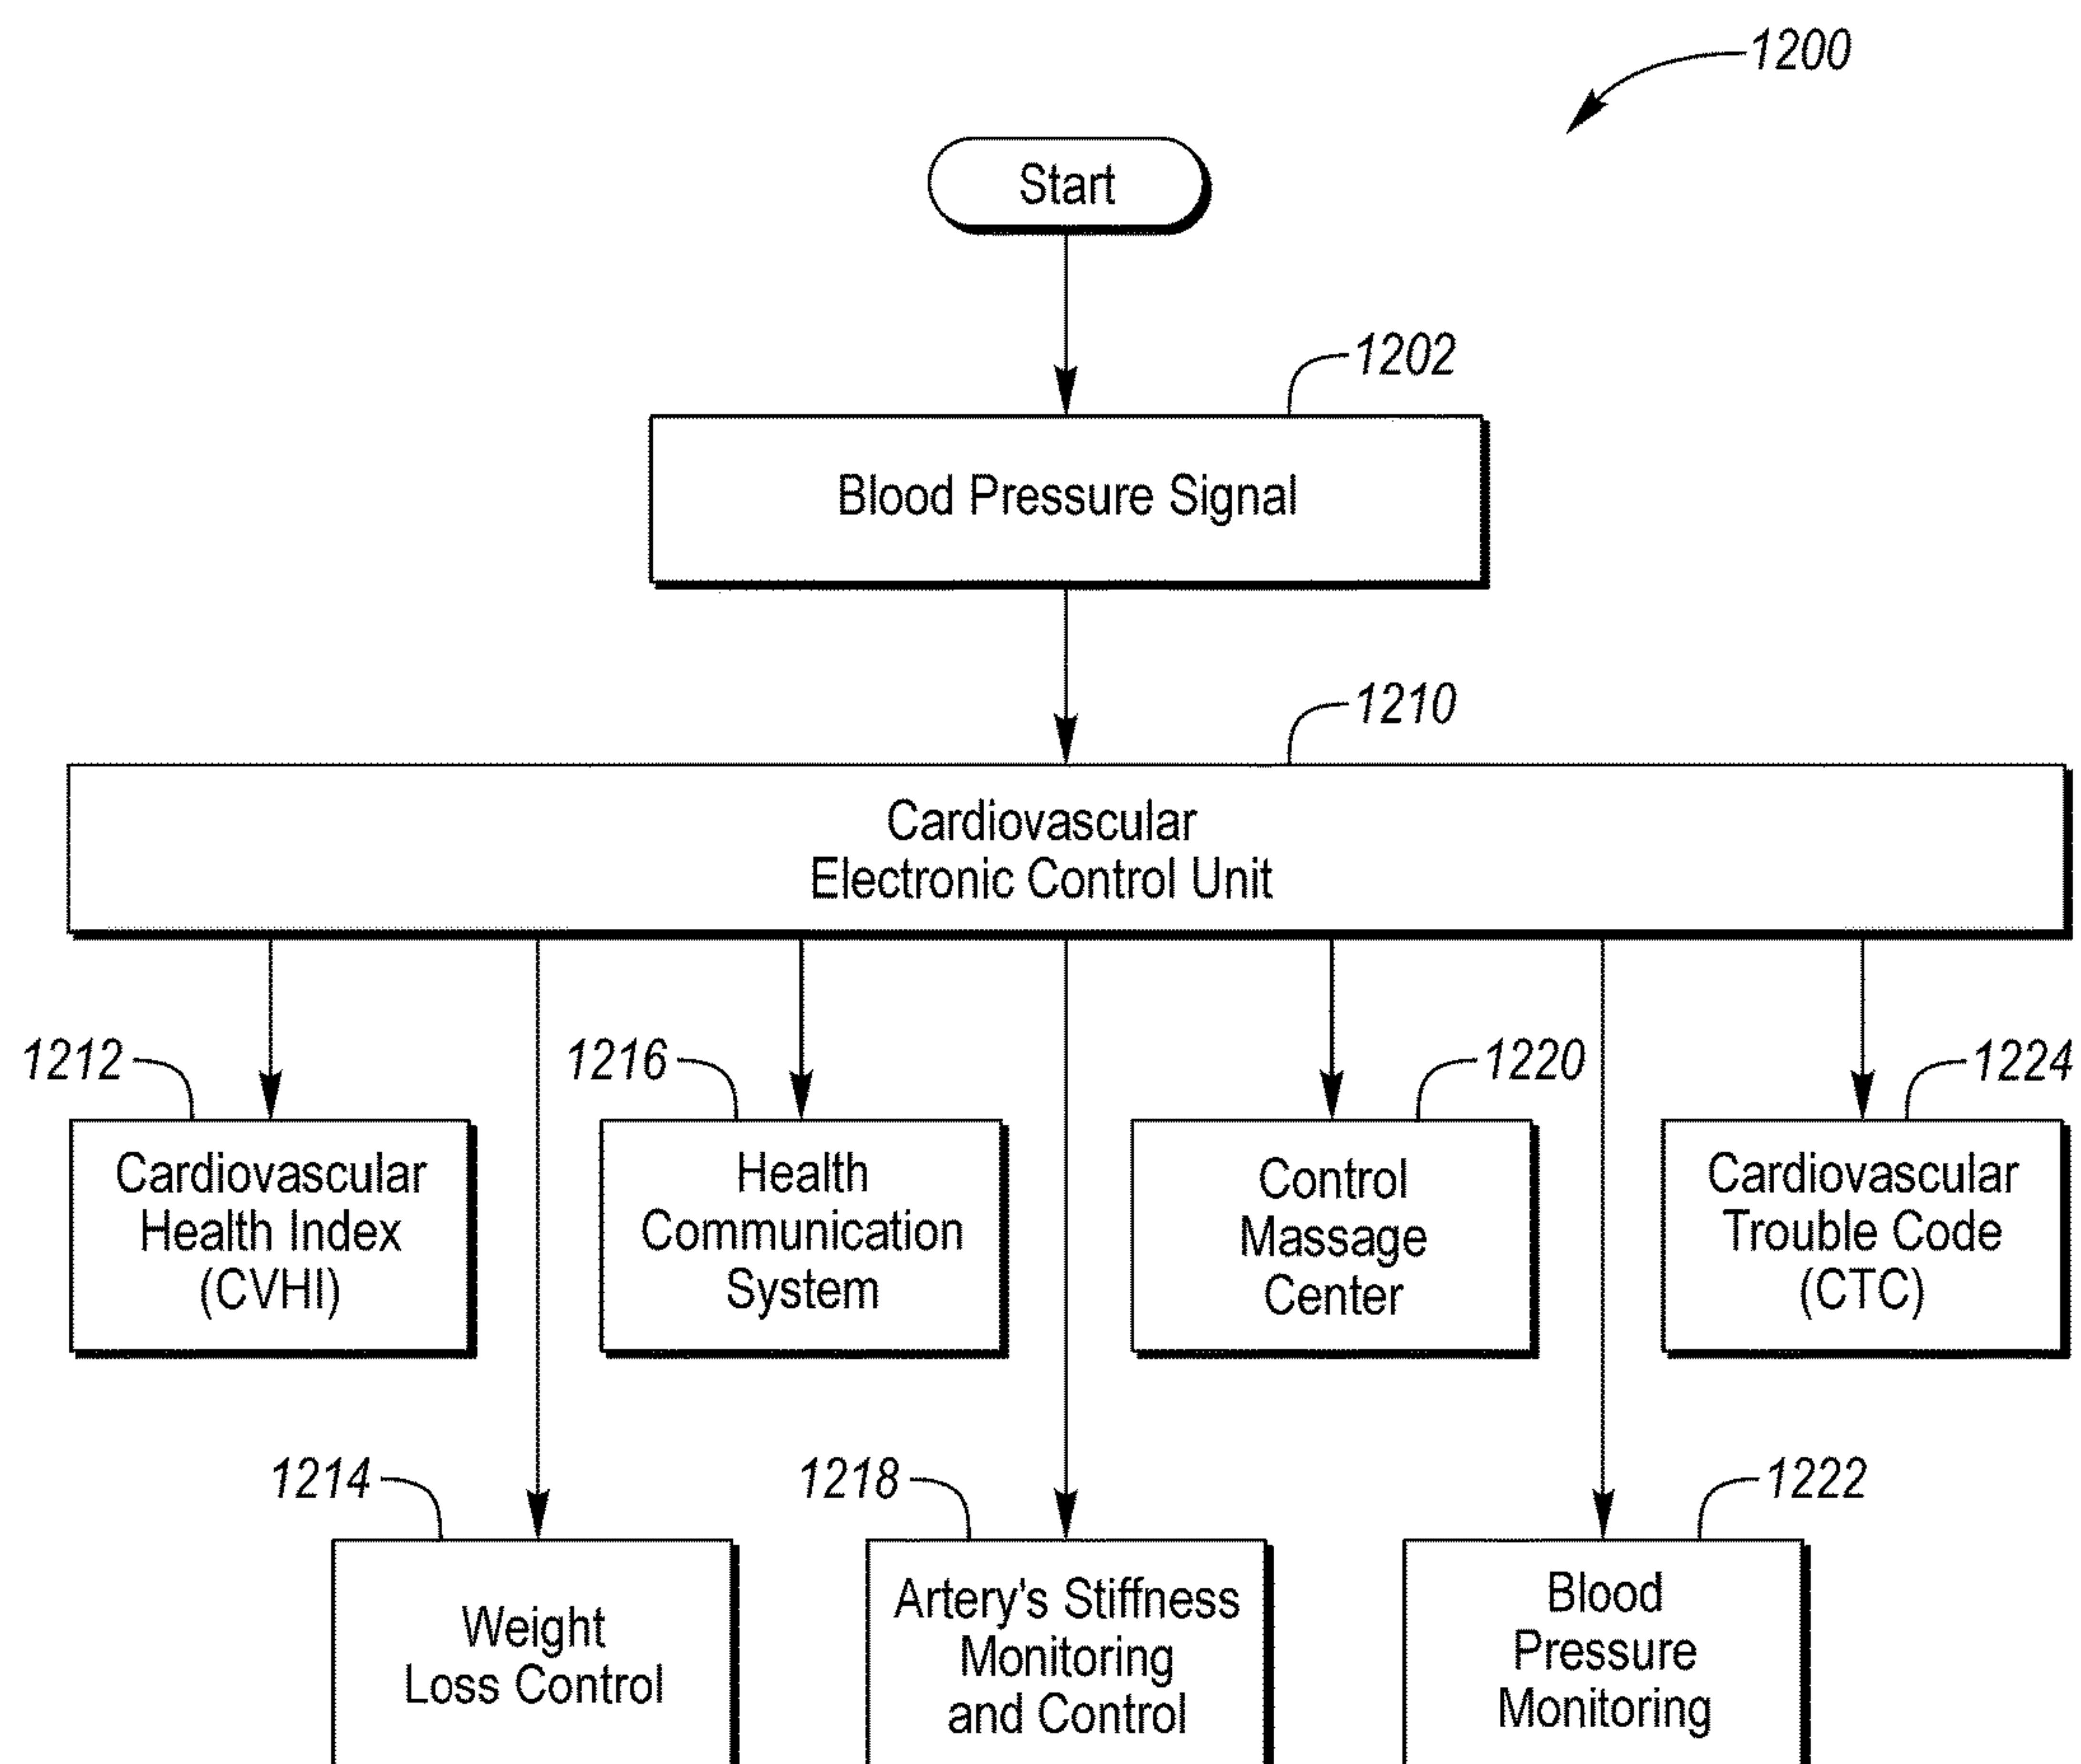 1200
Start
1202
Blood Pressure Signal
1210
Cardiovascular
Electronic Control Unit
1212
Cardiovascular
Health Index
(CVHI)
1216
Health
Communication
System
1220
Control
Massage
Center
1224
Cardiovascular
Trouble Code
(CTC)
1214
Weight
Loss Control
1218
Artery's Stiffness
Monitoring
and Control
1222
Blood
Pressure
Monitoring